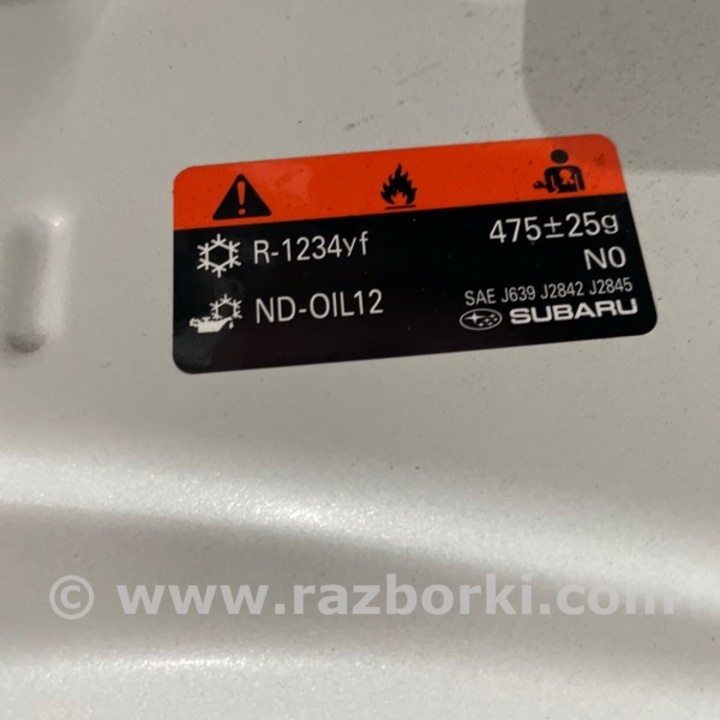 R-1234yf
475±25g
N0
ND-OIL12
SAE J639 J2842 J2845
SUBARU
© www.razborki.com